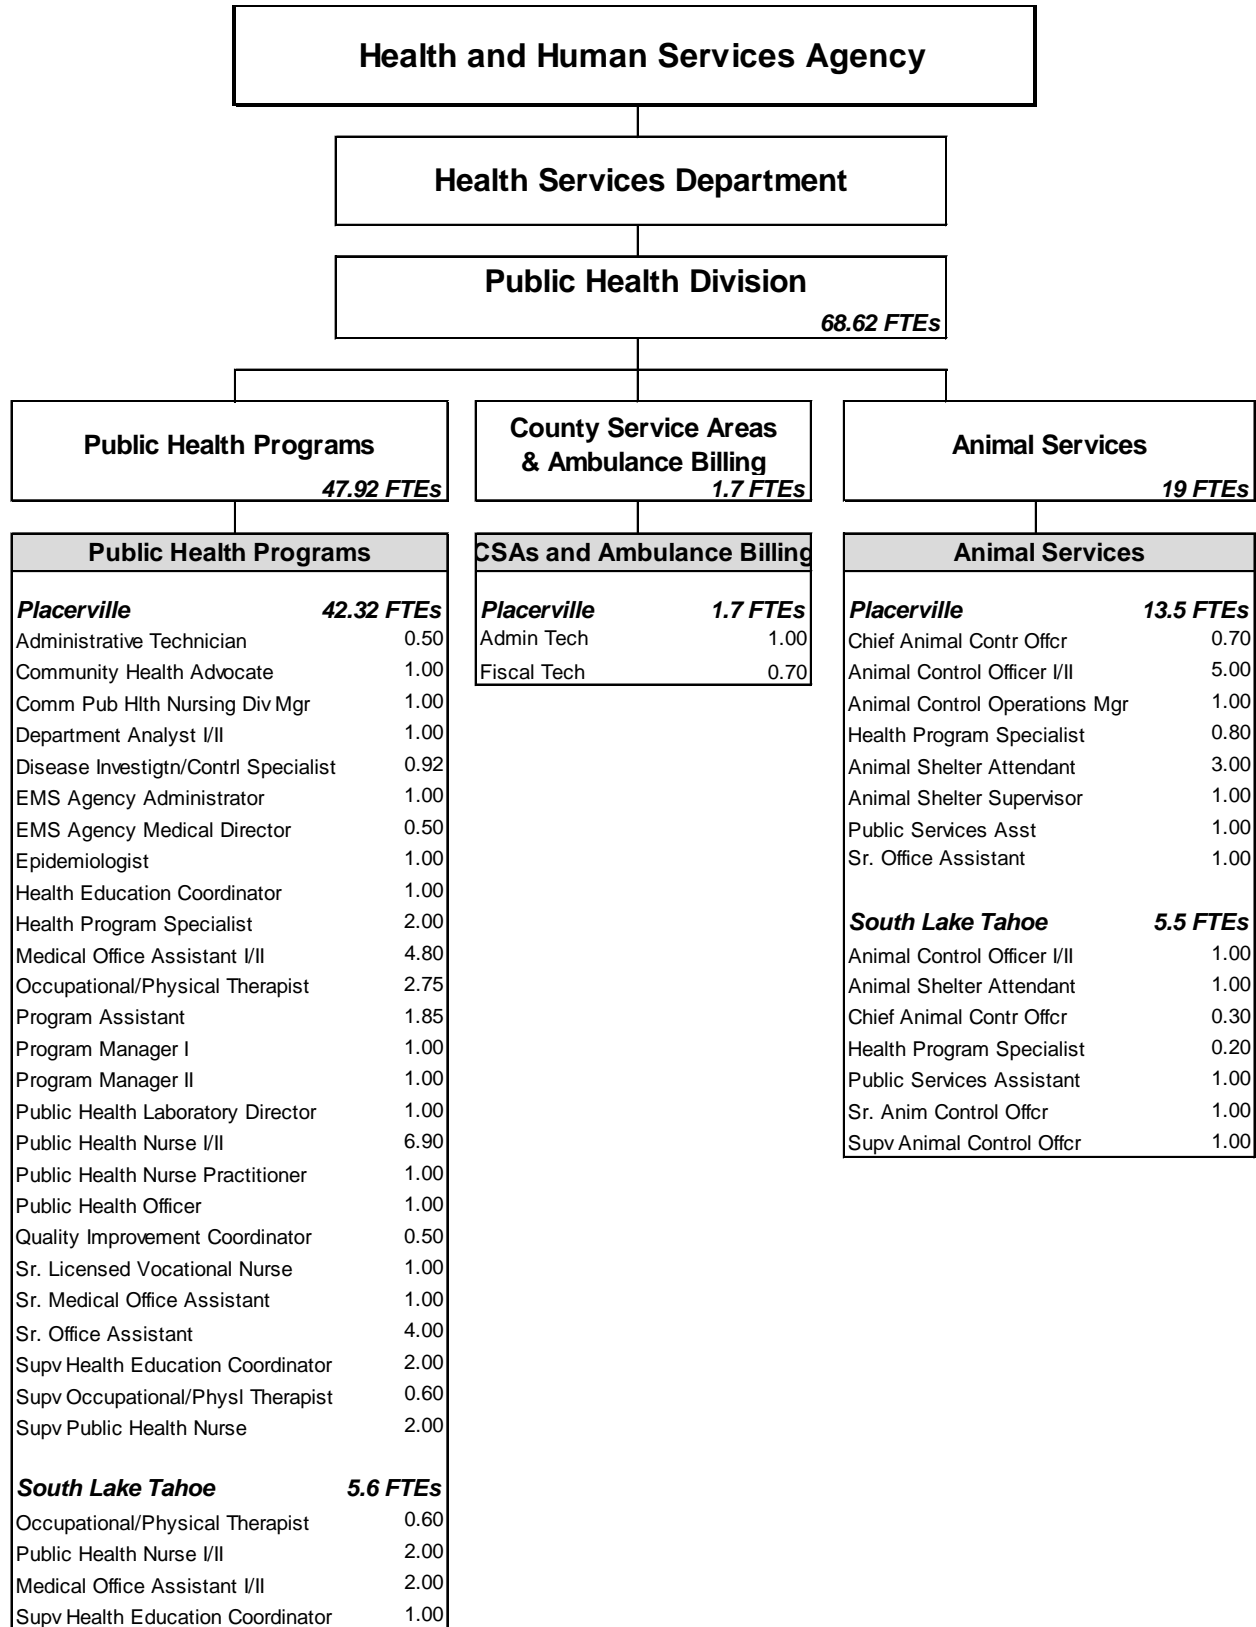 Health and Human Services Agency
Health Services Department
Public Health Division
68.62 FTEs
Public Health Programs
47.92 FTEs
County Service Areas
& Ambulance Billing
1.7 FTEs
Animal Services
19 FTEs
Public Health Programs
Placerville 42.32 FTEs
Administrative Technician 0.50
Community Health Advocate 1.00
Comm Pub Hlth Nursing Div Mgr 1.00
Department Analyst I/II 1.00
Disease Investigtn/Contrl Specialist 0.92
EMS Agency Administrator 1.00
EMS Agency Medical Director 0.50
Epidemiologist 1.00
Health Education Coordinator 1.00
Health Program Specialist 2.00
Medical Office Assistant I/II 4.80
Occupational/Physical Therapist 2.75
Program Assistant 1.85
Program Manager I 1.00
Program Manager II 1.00
Public Health Laboratory Director 1.00
Public Health Nurse I/II 6.90
Public Health Nurse Practitioner 1.00
Public Health Officer 1.00
Quality Improvement Coordinator 0.50
Sr. Licensed Vocational Nurse 1.00
Sr. Medical Office Assistant 1.00
Sr. Office Assistant 4.00
Supv Health Education Coordinator 2.00
Supv Occupational/Physl Therapist 0.60
Supv Public Health Nurse 2.00
South Lake Tahoe 5.6 FTEs
Occupational/Physical Therapist 0.60
Public Health Nurse I/II 2.00
Medical Office Assistant I/II 2.00
Supv Health Education Coordinator 1.00
CSAs and Ambulance Billing
Placerville 1.7 FTEs
Admin Tech 1.00
Fiscal Tech 0.70
Animal Services
Placerville 13.5 FTEs
Chief Animal Contr Offcr 0.70
Animal Control Officer I/II 5.00
Animal Control Operations Mgr 1.00
Health Program Specialist 0.80
Animal Shelter Attendant 3.00
Animal Shelter Supervisor 1.00
Public Services Asst 1.00
Sr. Office Assistant 1.00
South Lake Tahoe 5.5 FTEs
Animal Control Officer I/II 1.00
Animal Shelter Attendant 1.00
Chief Animal Contr Offcr 0.30
Health Program Specialist 0.20
Public Services Assistant 1.00
Sr. Anim Control Offcr 1.00
Supv Animal Control Offcr 1.00